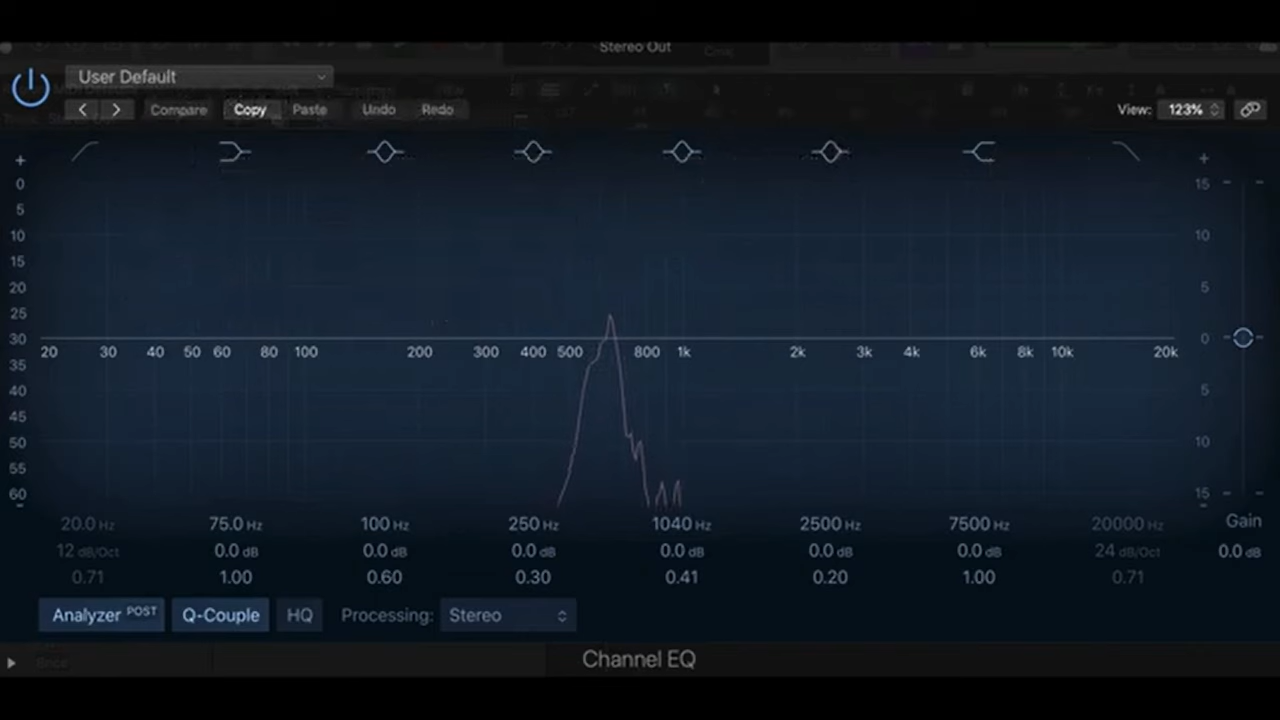 Stereo Out
User Default
Compare Copy Paste Undo Redo View: 123%
+ +
0 15
5
10 10
15
20 5
25
30 0
20 30 40 50 60 80 100 200 300 400 500 800 1k 2k 3k 4k 6k 8k 10k 20k
35
40 5
45
50 10
55
60 15
- -
20.0 Hz 75.0 Hz 100 Hz 250 Hz 1040 Hz 2500 Hz 7500 Hz 20000 Hz Gain
12 dB/Oct 0.0 dB 0.0 dB 0.0 dB 0.0 dB 0.0 dB 0.0 dB 24 dB/Oct 0.0 dB
0.71 1.00 0.60 0.30 0.41 0.20 1.00 0.71
Analyzer POST Q-Couple HQ Processing: Stereo
Channel EQ